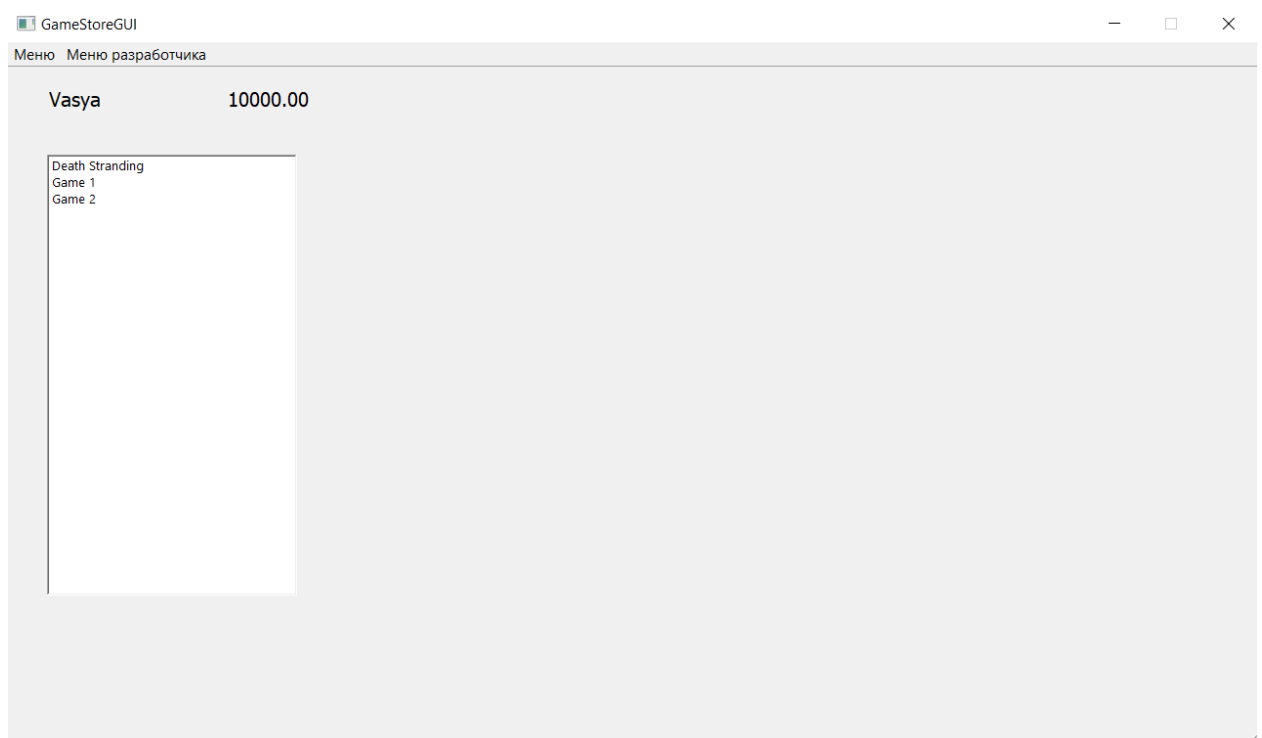 GameStoreGUI
Меню Меню разработчика
Vasya 10000.00
Death Stranding
Game 1
Game 2